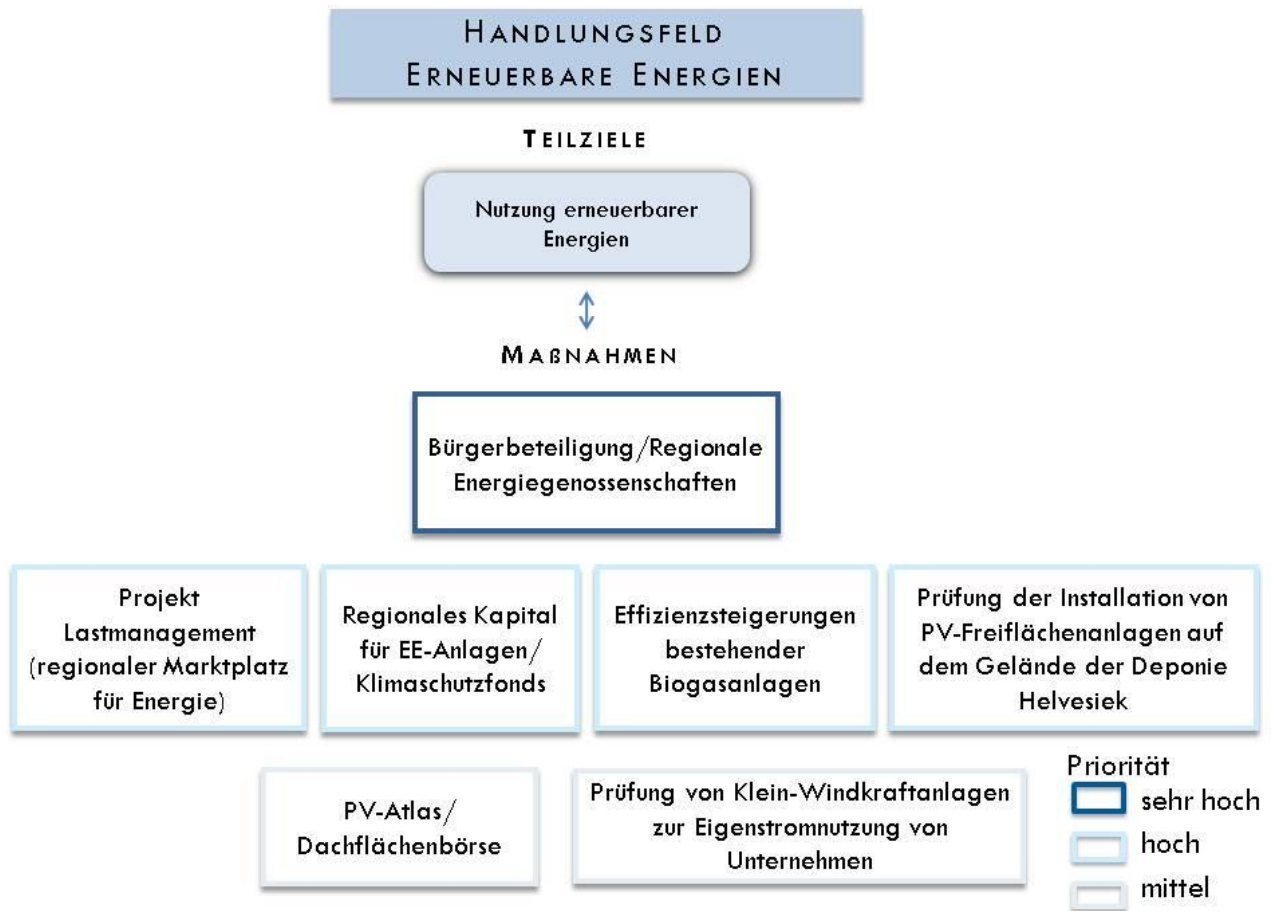 HANDLUNGSFELD
ERNEUERBARE ENERGIEN
TEILZIELE
Nutzung erneuerbarer
Energien
MAßNAHMEN
Bürgerbeteiligung/Regionale
Energiegenossenschaften
Projekt
Lastmanagement
(regionaler Marktplatz
für Energie)
Regionales Kapital
für EE-Anlagen/
Klimaschutzfonds
Effizienzsteigerungen
bestehender
Biogasanlagen
Prüfung der Installation von
PV-Freiflächenanlagen auf
dem Gelände der Deponie
Helvesiek
PV-Atlas/
Dachflächenbörse
Prüfung von Klein-Windkraftanlagen
zur Eigenstromnutzung von
Unternehmen
Priorität
sehr hoch
hoch
mittel